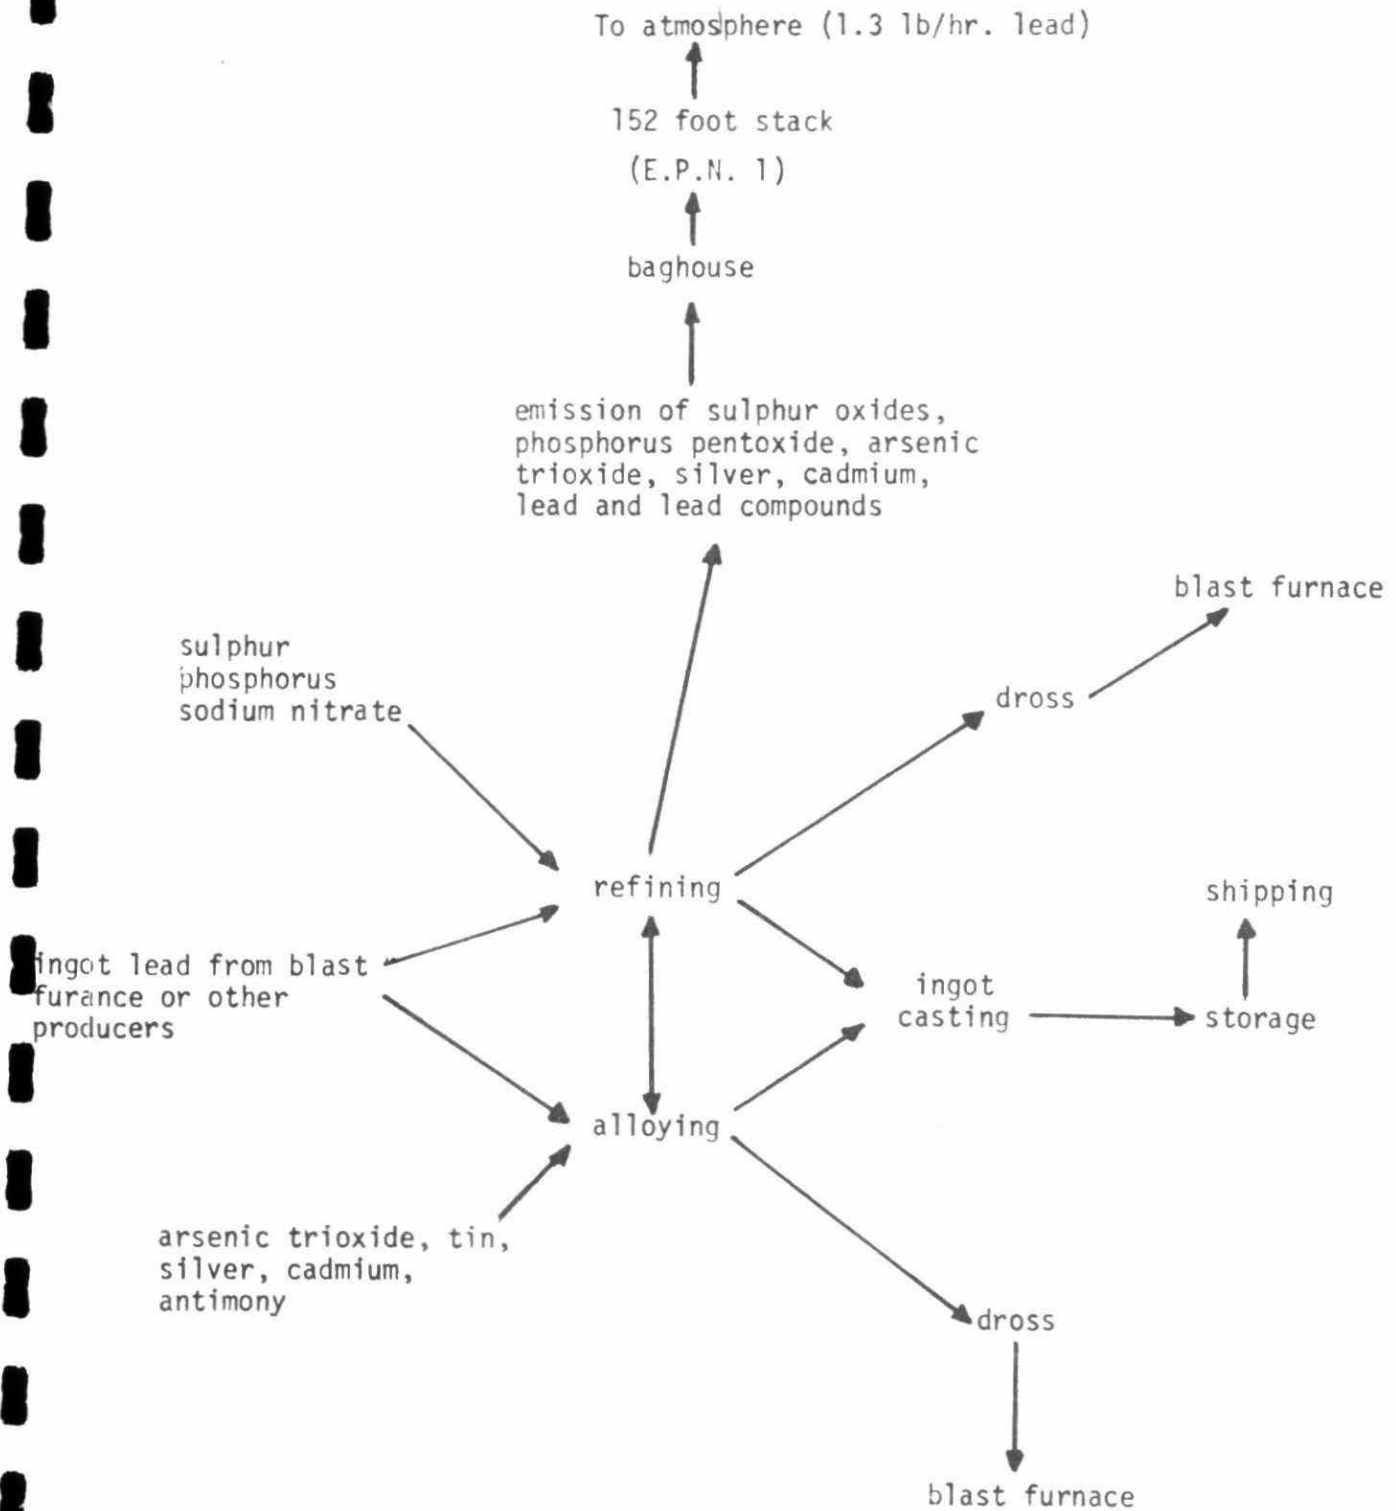 To atmosphere (1.3 lb/hr. lead)
152 foot stack
(E.P.N. 1)
baghouse
emission of sulphur oxides,
phosphorus pentoxide, arsenic
trioxide, silver, cadmium,
lead and lead compounds
blast furnace
sulphur
phosphorus
sodium nitrate
dross
refining
shipping
ingot lead from blast
furance or other
producers
ingot
casting
storage
alloying
arsenic trioxide, tin,
silver, cadmium,
antimony
dross
blast furnace